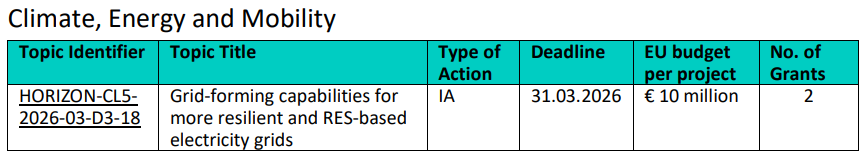 Climate, Energy and Mobility
Topic Identifier Topic Title Type of Action Deadline EU budget per project No. of Grants
HORIZON-CL5-2026-03-D3-18 Grid-forming capabilities for more resilient and RES-based electricity grids IA 31.03.2026 € 10 million 2